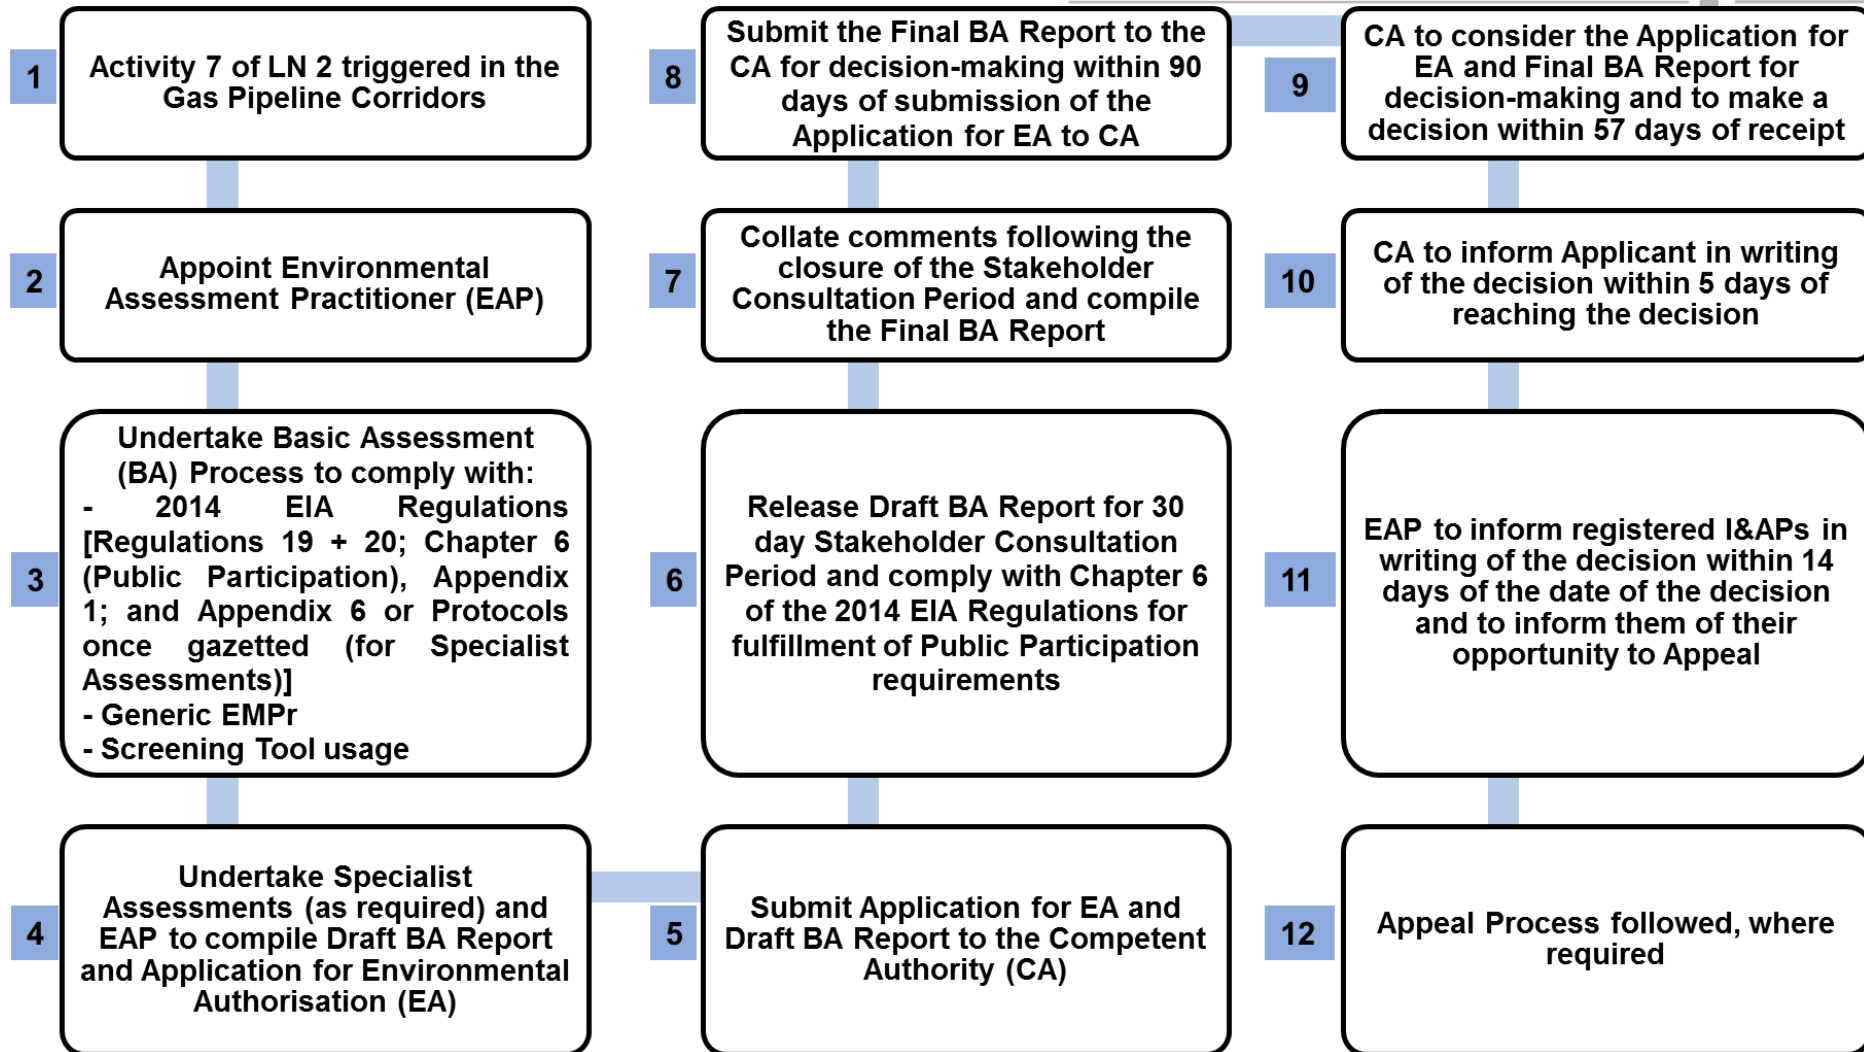 1
Activity 7 of LN 2 triggered in the
Gas Pipeline Corridors
2
Appoint Environmental
Assessment Practitioner (EAP)
3
Undertake Basic Assessment
(BA) Process to comply with:
- 2014 EIA Regulations
[Regulations 19 + 20; Chapter 6
(Public Participation), Appendix
1; and Appendix 6 or Protocols
once gazetted (for Specialist
Assessments)]
- Generic EMPr
- Screening Tool usage
4
Undertake Specialist
Assessments (as required) and
EAP to compile Draft BA Report
and Application for Environmental
Authorisation (EA)
5
Submit Application for EA and
Draft BA Report to the Competent
Authority (CA)
6
Release Draft BA Report for 30
day Stakeholder Consultation
Period and comply with Chapter 6
of the 2014 EIA Regulations for
fulfillment of Public Participation
requirements
7
Collate comments following the
closure of the Stakeholder
Consultation Period and compile
the Final BA Report
8
Submit the Final BA Report to the
CA for decision-making within 90
days of submission of the
Application for EA to CA
9
CA to consider the Application for
EA and Final BA Report for
decision-making and to make a
decision within 57 days of receipt
10
CA to inform Applicant in writing
of the decision within 5 days of
reaching the decision
11
EAP to inform registered I&APs in
writing of the decision within 14
days of the date of the decision
and to inform them of their
opportunity to Appeal
12
Appeal Process followed, where
required